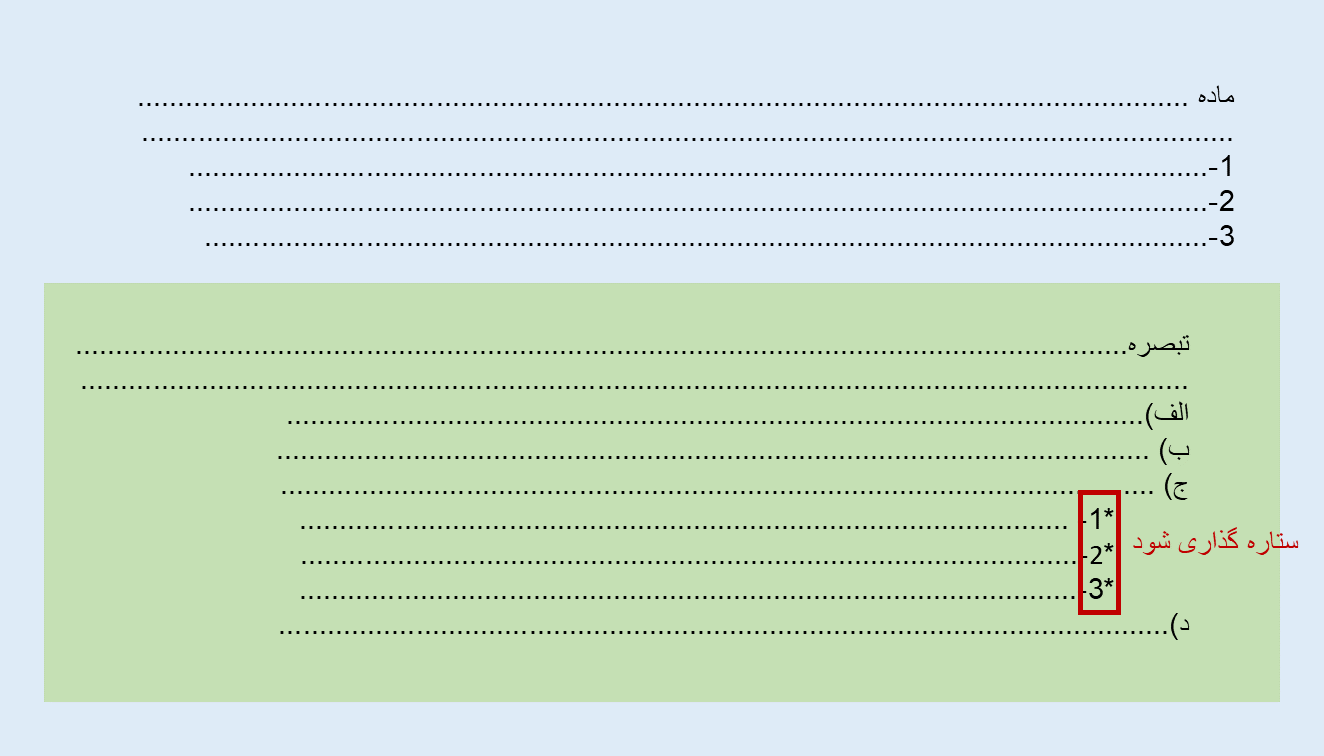 ماده ........................................................................................................................................
.............................................................................................................................................
1-....................................................................................................................................
2-....................................................................................................................................
3-..................................................................................................................................
تبصره........................................................................................................................................
................................................................................................................................................
الف)...............................................................................................................
ب) .................................................................................................................
ج) .................................................................................................................
*1- ...................................................................................................
*2-....................................................................................................
*3-....................................................................................................
ستاره گذاری شود
د)...................................................................................................................